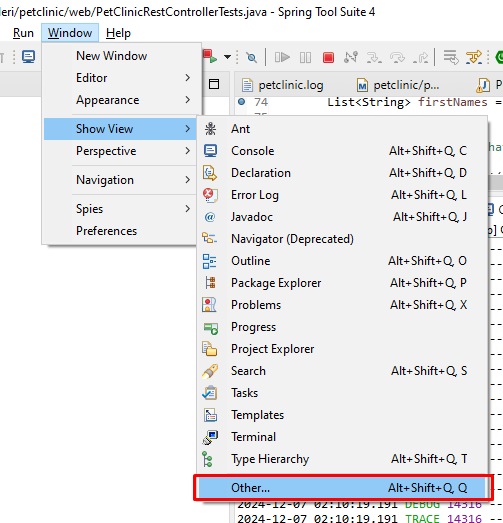 leri/petclinic/web/PetClinicRestControllerTests.java - Spring Tool Suite 4
Run Window Help
New Window
Editor
Appearance
Show View
Perspective
Navigation
Spies
Preferences
petclinic.log petclinic/p...
74 List<String> firstNames =
Ant
Console Alt+Shift+Q, C
Declaration Alt+Shift+Q, D
Error Log Alt+Shift+Q, L
Javadoc Alt+Shift+Q, J
Navigator (Deprecated)
Outline Alt+Shift+Q, O
Package Explorer Alt+Shift+Q, P
Problems Alt+Shift+Q, X
Progress
Project Explorer
Search Alt+Shift+Q, S
Tasks
Templates
Terminal
Type Hierarchy Alt+Shift+Q, T
Other... Alt+Shift+Q, Q
2024-12-07 02:10:19.191 DEBUG 14316 --
2024-12-07 02:10:19.191 TRACE 14316 --